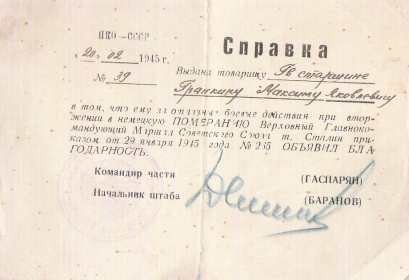 НКО—СССР
Справка
„20“ 02 1945 г.
№ 39
Выдана товарищу Гв старшине
Гранкину Максиму Яковлевичу
в том, что ему за отличные боевые действия при втор-
жении в немецкую ПОМЕРАНИЮ Верховный Главноко-
мандующий Маршал Советского Союза т. Сталин при-
казом от 29 января 1945 года № 265 ОБЪЯВИЛ БЛА
ГОДАРНОСТЬ.
Командир части (ГАСПАРЯН)
Начальник штаба (БАРАНОВ)